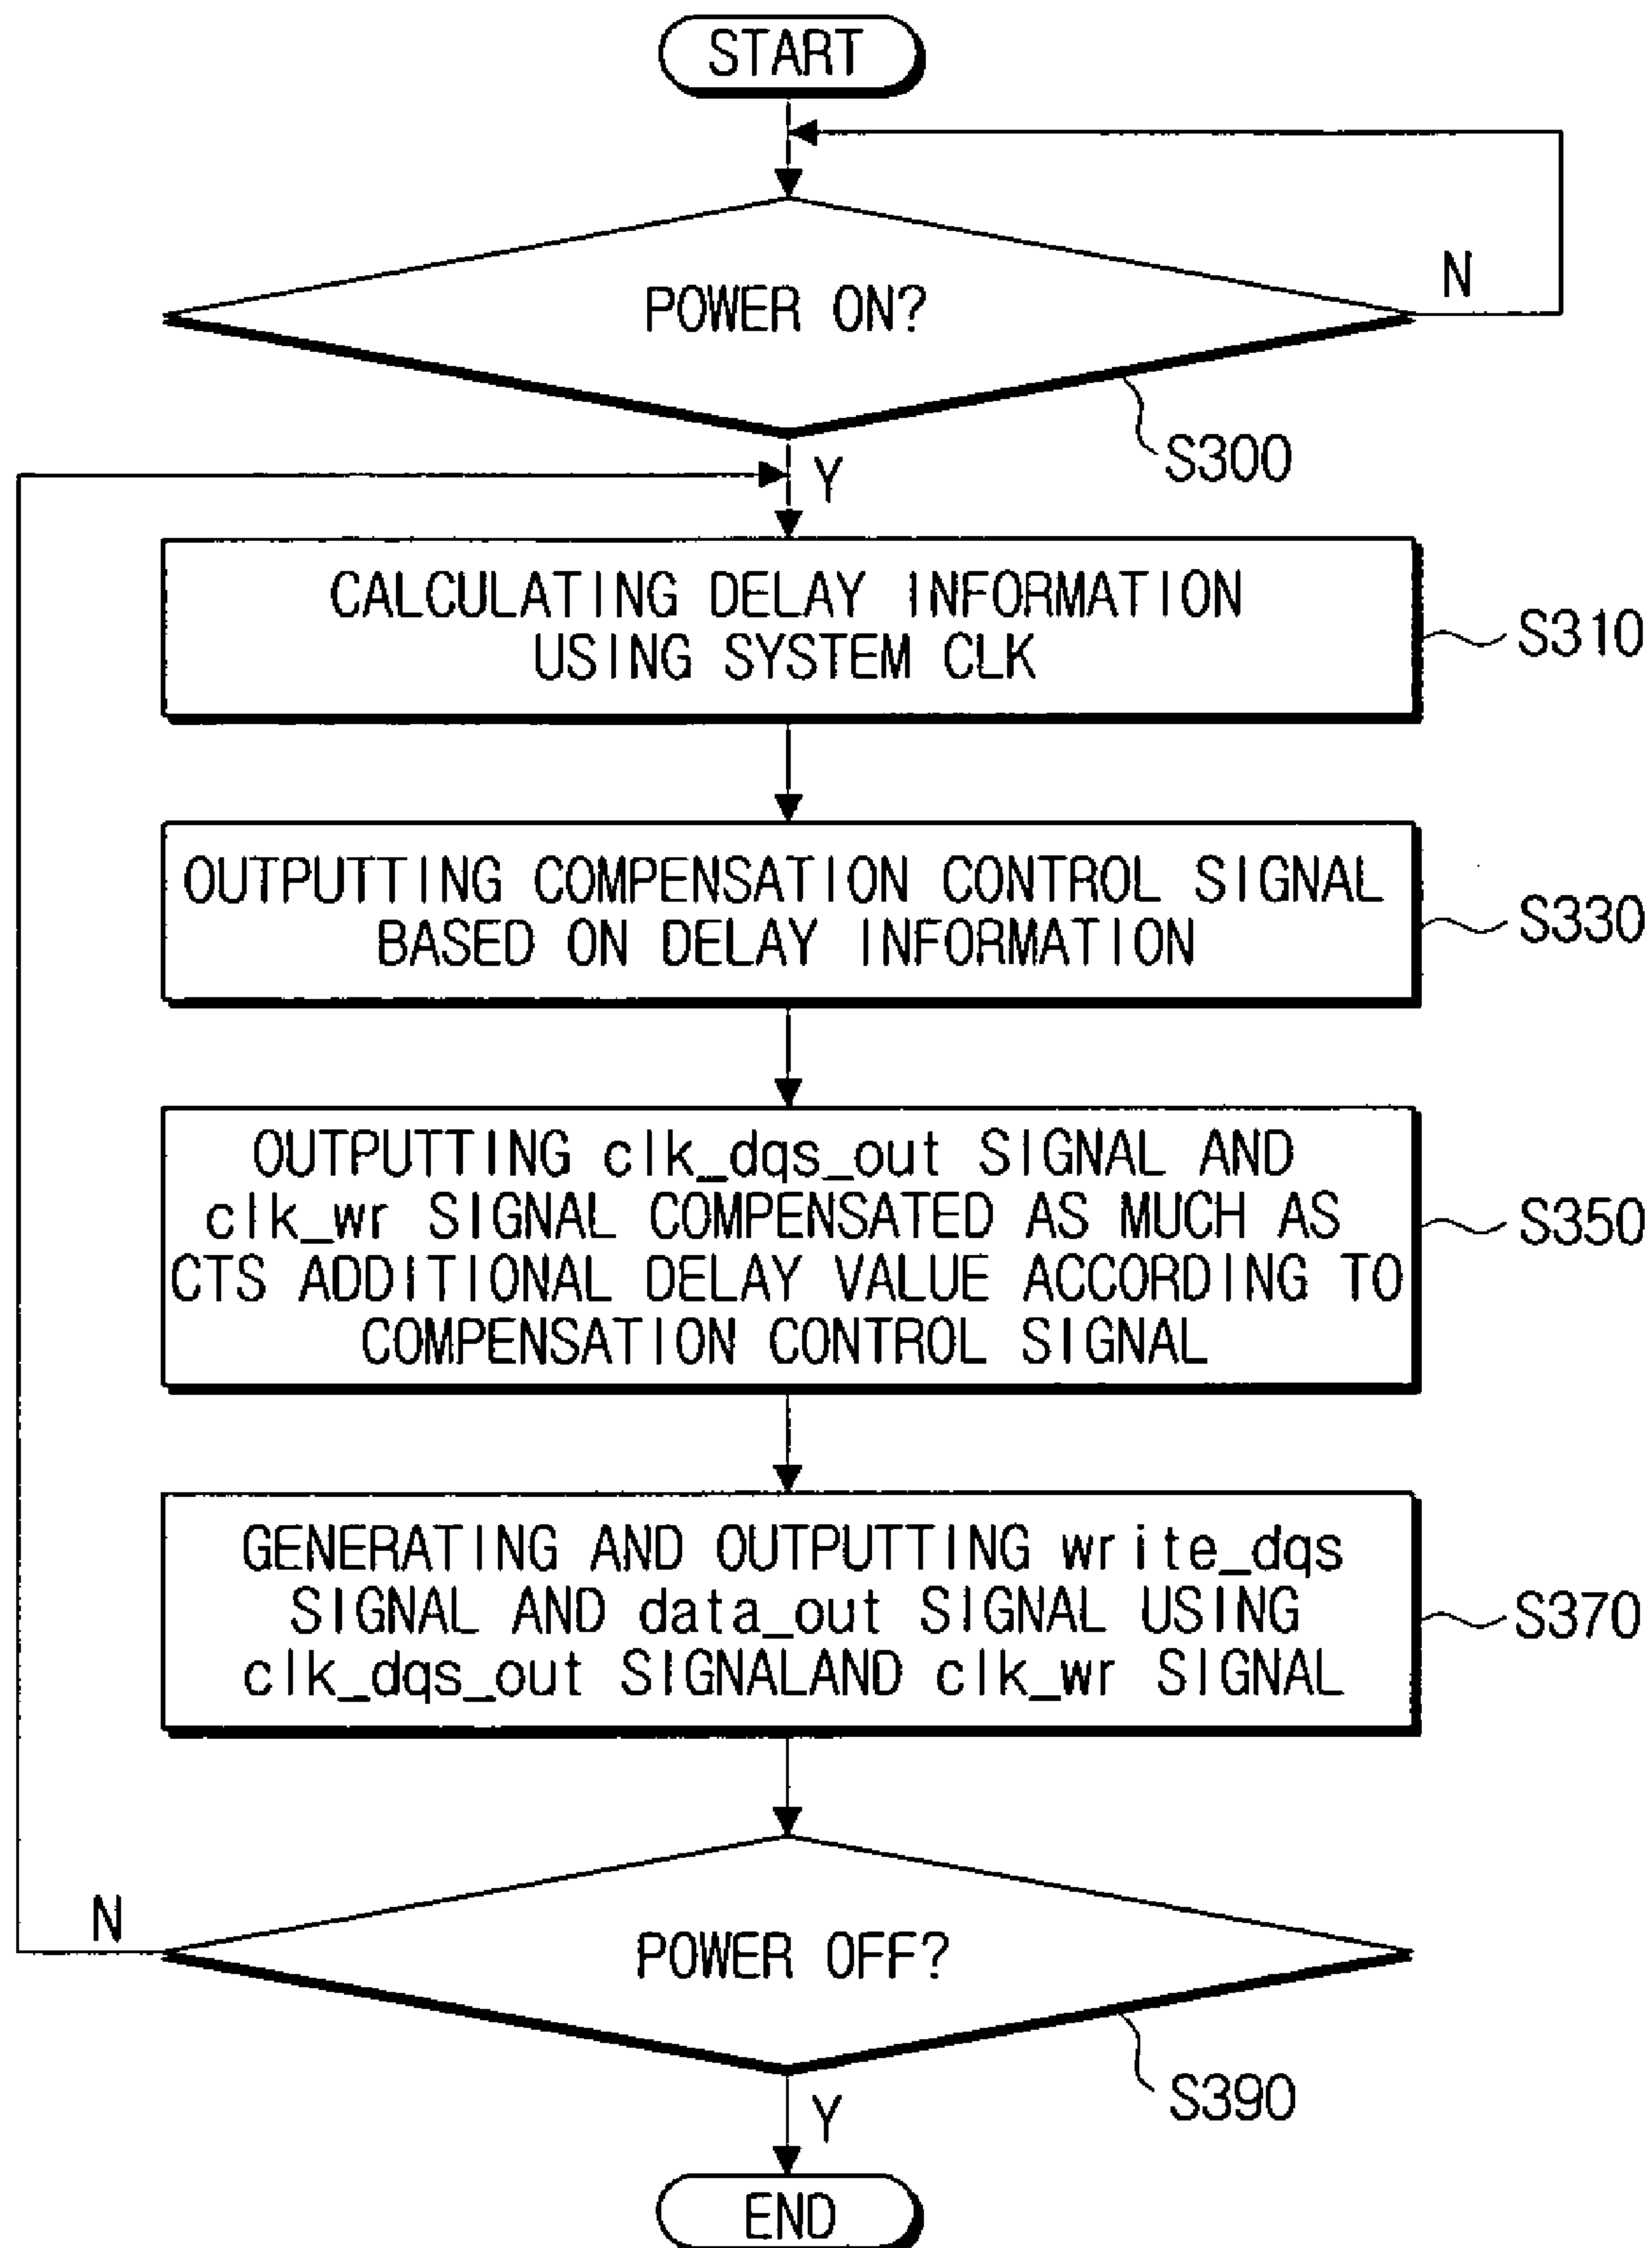 START
POWER ON?
N
S300
Y
CALCULATING DELAY INFORMATION
USING SYSTEM CLK
S310
OUTPUTTING COMPENSATION CONTROL SIGNAL
BASED ON DELAY INFORMATION
S330
OUTPUTTING clk_dqs_out SIGNAL AND
clk_wr SIGNAL COMPENSATED AS MUCH AS
CTS ADDITIONAL DELAY VALUE ACCORDING TO
COMPENSATION CONTROL SIGNAL
S350
GENERATING AND OUTPUTTING write_dqs
SIGNAL AND data_out SIGNAL USING
clk_dqs_out SIGNALAND clk_wr SIGNAL
S370
N
POWER OFF?
S390
Y
END